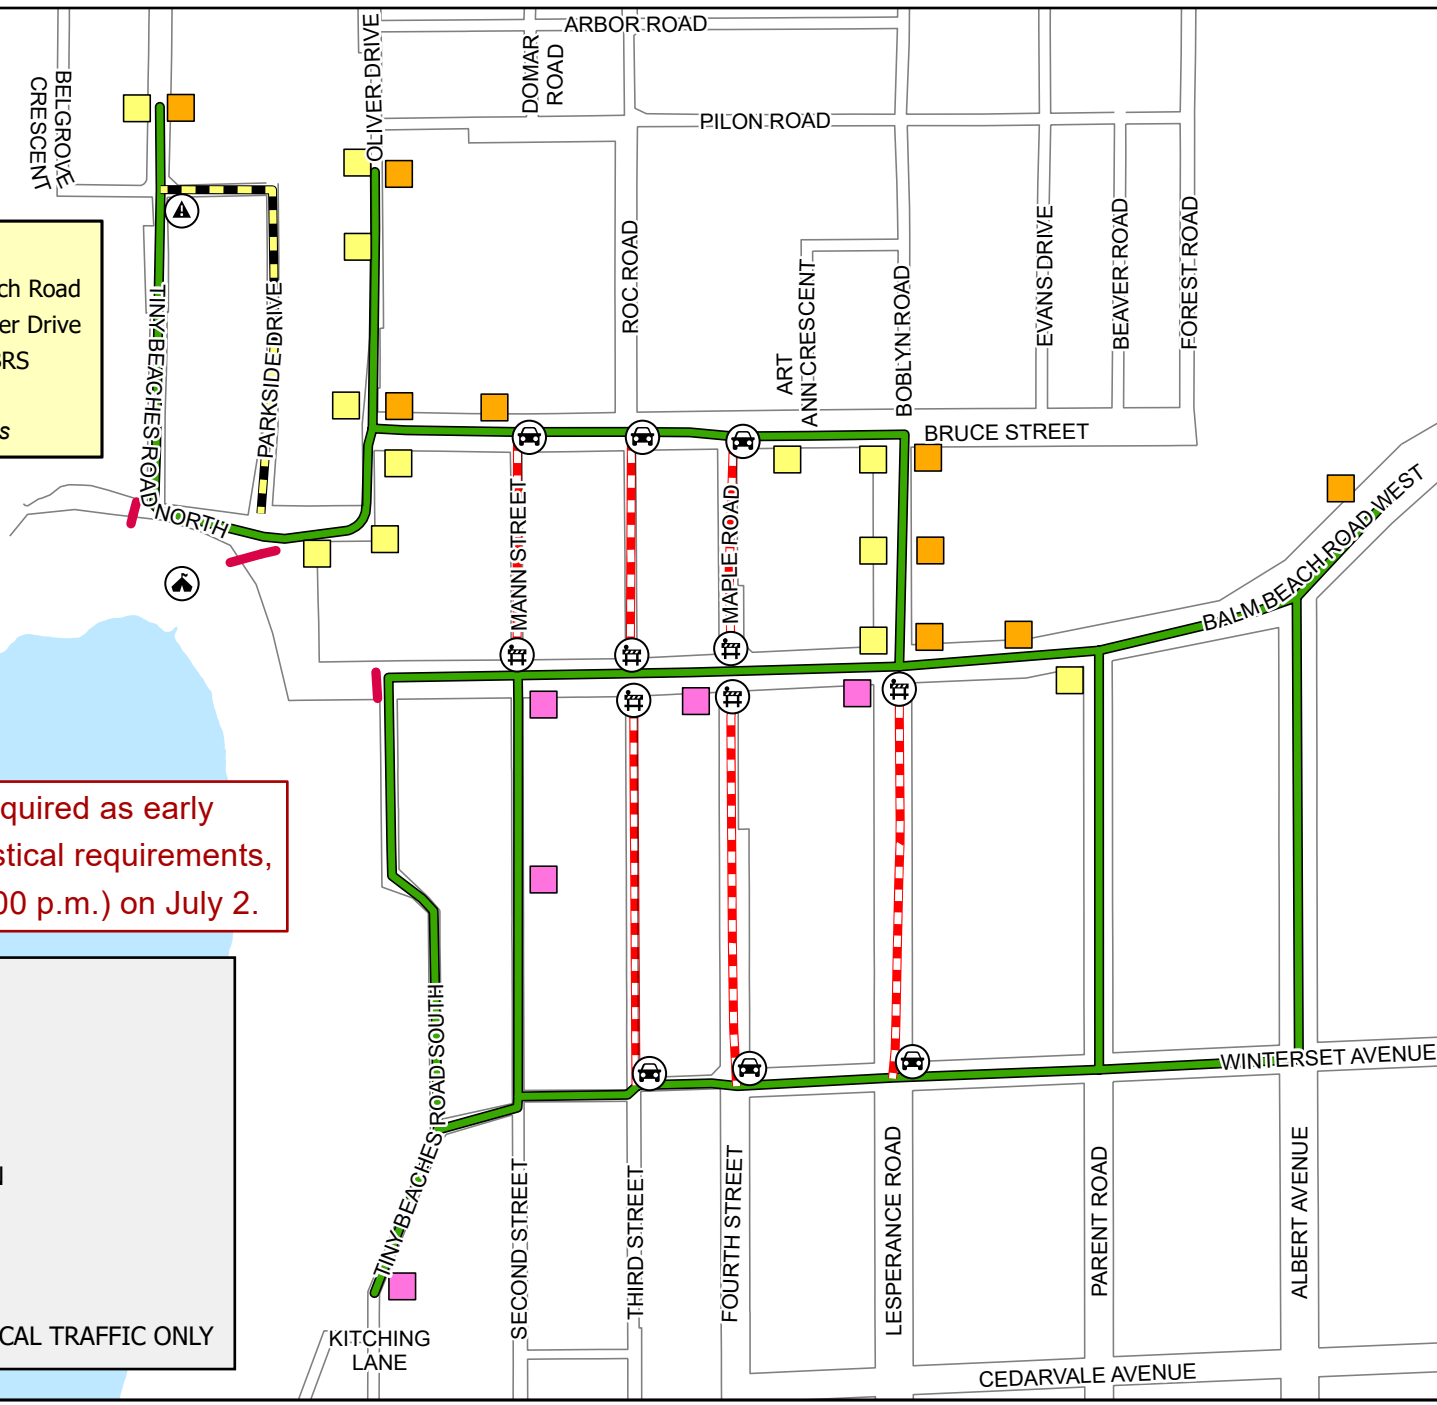 ARBOR ROAD
OLIVER DRIVE
DOMAR
ROAD
BELGROVE
CRESCENT
PILON ROAD
ROC ROAD
ART
ANN CRESCENT
BOBLYN ROAD
EVANS DRIVE
BEAVER ROAD
FOREST ROAD
ch Road
er Drive
BRS
s
TINY BEACHES ROAD
NORTH
PARKSIDE DRIVE
BRUCE STREET
MANN STREET
MAPLE ROAD
BALM BEACH ROAD WEST
quired as early
stical requirements,
00 p.m.) on July 2.
TINY BEACHES ROAD SOUTH
WINTERSET AVENUE
SECOND STREET
THIRD STREET
FOURTH STREET
LESPERANCE ROAD
PARENT ROAD
ALBERT AVENUE
N
CAL TRAFFIC ONLY
KITCHING
LANE
CEDARVALE AVENUE